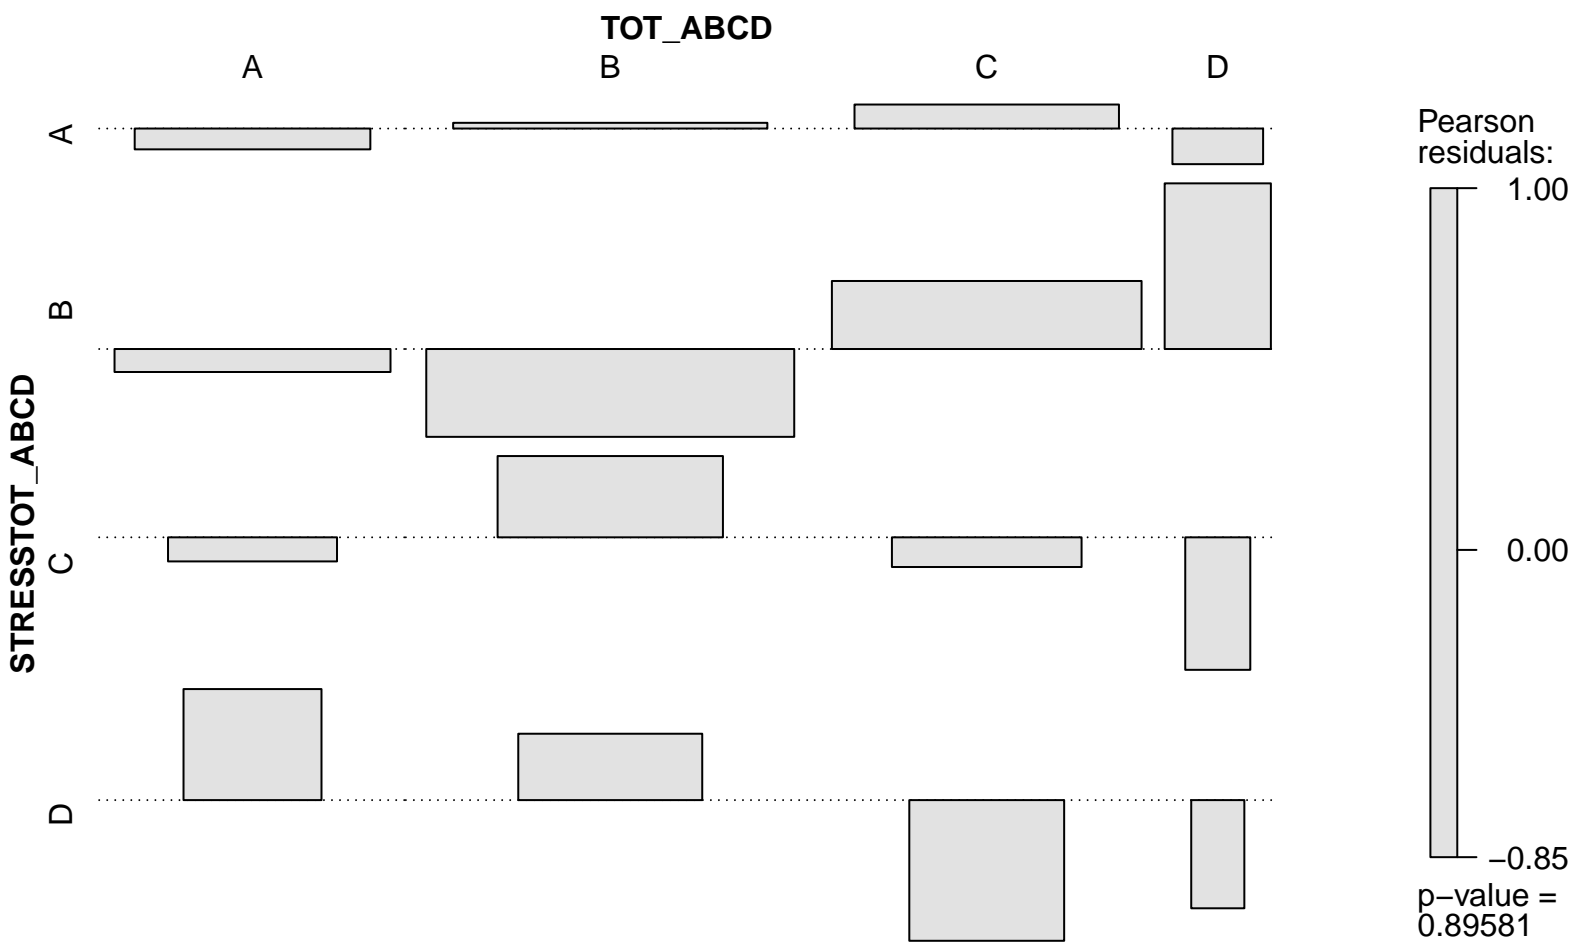 TOT_ABCD
A B C D
STRESSTOT_ABCD
A
B
C
D
Pearson
residuals:
1.00
0.00
−0.85
p−value =
0.89581